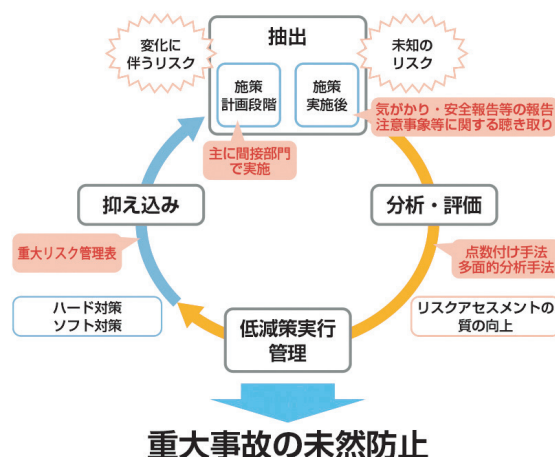 変化に
伴うリスク
抽出
未知の
リスク
施策
計画段階
施策
実施後
気がかり・安全報告等の報告
注意事象等に関する聴き取り
主に間接部門
で実施
抑え込み
分析・評価
重大リスク管理表
点数付け手法
多面的分析手法
ハード対策
ソフト対策
低減策実行
管理
リスクアセスメントの
質の向上
重大事故の未然防止